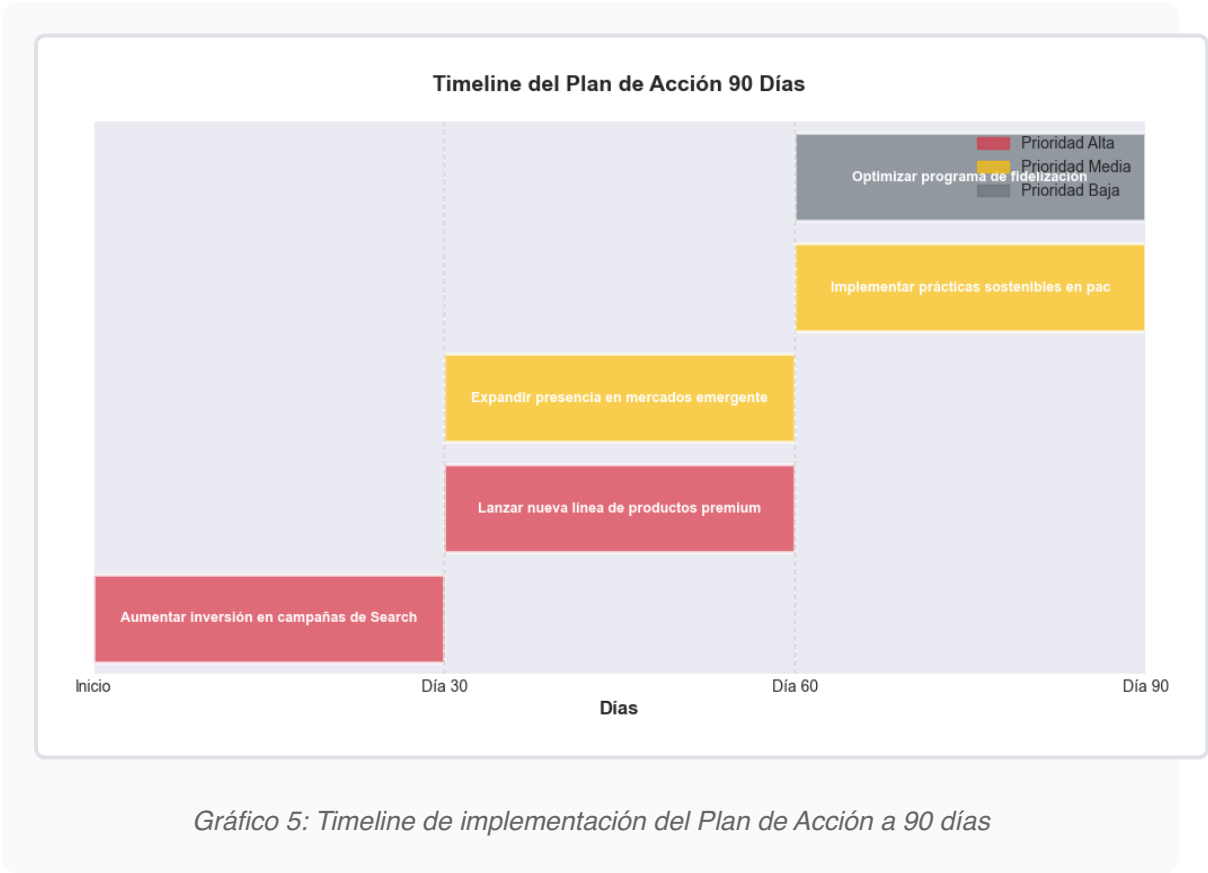 Timeline del Plan de Acción 90 Días
Prioridad Alta
Prioridad Media
Prioridad Baja
Optimizar programa de fidelización
Implementar prácticas sostenibles en pac
Expandir presencia en mercados emergente
Lanzar nueva línea de productos premium
Aumentar inversión en campañas de Search
Inicio
Día 30
Día 60
Día 90
Días
Gráfico 5: Timeline de implementación del Plan de Acción a 90 días